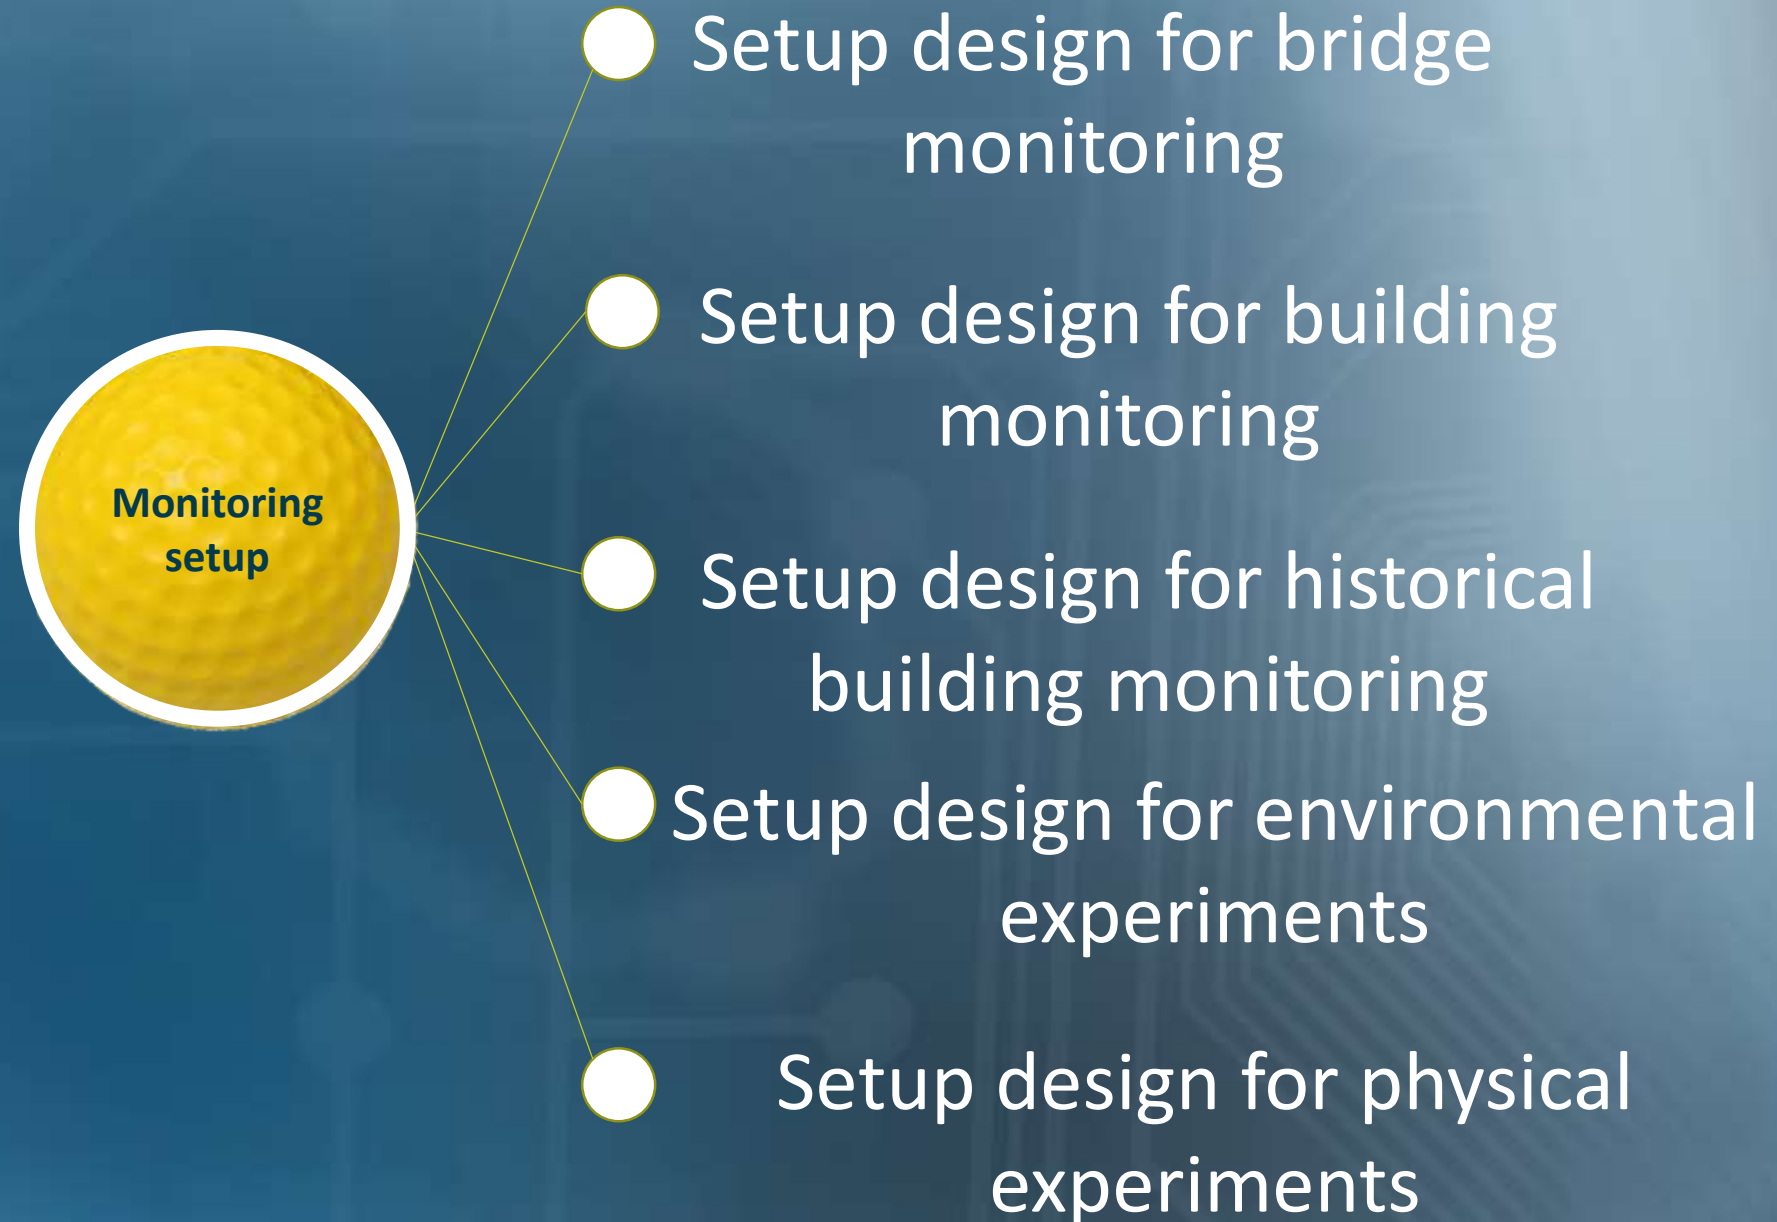 Setup design for bridge
monitoring
Setup design for building
monitoring
Monitoring
setup
Setup design for historical
building monitoring
Setup design for environmental
experiments
Setup design for physical
experiments